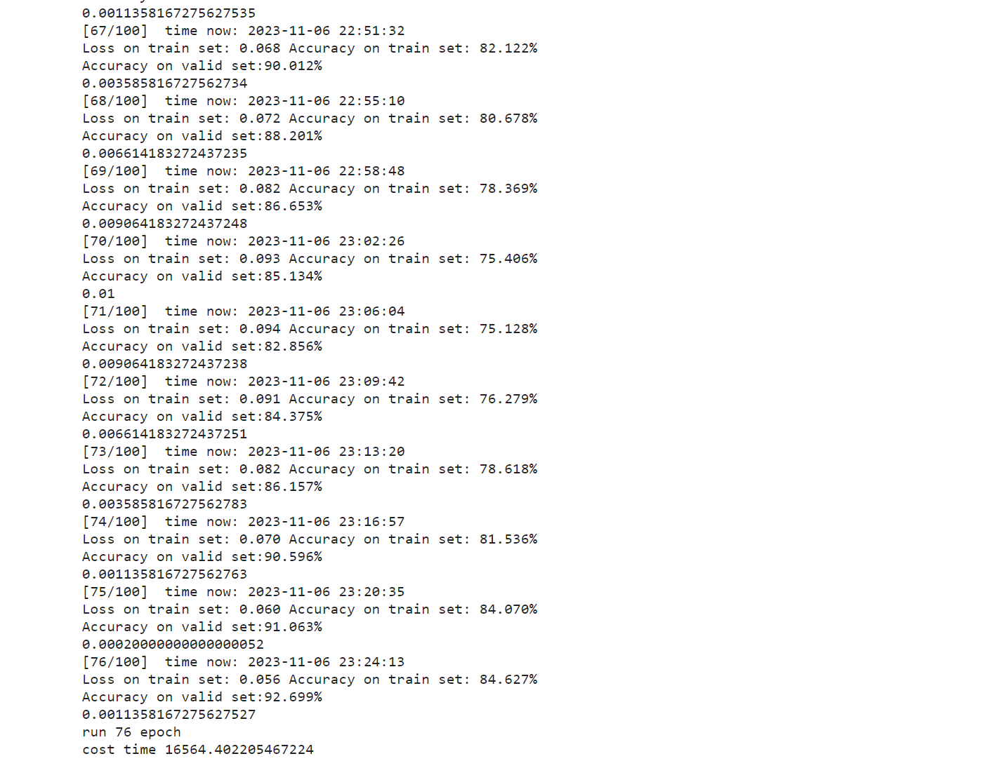 0.0011358167275627535
[67/100]  time now: 2023-11-06 22:51:32
Loss on train set: 0.068 Accuracy on train set: 82.122%
Accuracy on valid set:90.012%
0.003585816727562734
[68/100]  time now: 2023-11-06 22:55:10
Loss on train set: 0.072 Accuracy on train set: 80.678%
Accuracy on valid set:88.201%
0.006614183272437235
[69/100]  time now: 2023-11-06 22:58:48
Loss on train set: 0.082 Accuracy on train set: 78.369%
Accuracy on valid set:86.653%
0.009064183272437248
[70/100]  time now: 2023-11-06 23:02:26
Loss on train set: 0.093 Accuracy on train set: 75.406%
Accuracy on valid set:85.134%
0.01
[71/100]  time now: 2023-11-06 23:06:04
Loss on train set: 0.094 Accuracy on train set: 75.128%
Accuracy on valid set:82.856%
0.009064183272437238
[72/100]  time now: 2023-11-06 23:09:42
Loss on train set: 0.091 Accuracy on train set: 76.279%
Accuracy on valid set:84.375%
0.006614183272437251
[73/100]  time now: 2023-11-06 23:13:20
Loss on train set: 0.082 Accuracy on train set: 78.618%
Accuracy on valid set:86.157%
0.003585816727562783
[74/100]  time now: 2023-11-06 23:16:57
Loss on train set: 0.070 Accuracy on train set: 81.536%
Accuracy on valid set:90.596%
0.001135816727562763
[75/100]  time now: 2023-11-06 23:20:35
Loss on train set: 0.060 Accuracy on train set: 84.070%
Accuracy on valid set:91.063%
0.00020000000000000052
[76/100]  time now: 2023-11-06 23:24:13
Loss on train set: 0.056 Accuracy on train set: 84.627%
Accuracy on valid set:92.699%
0.0011358167275627527
run 76 epoch
cost time 16564.402205467224